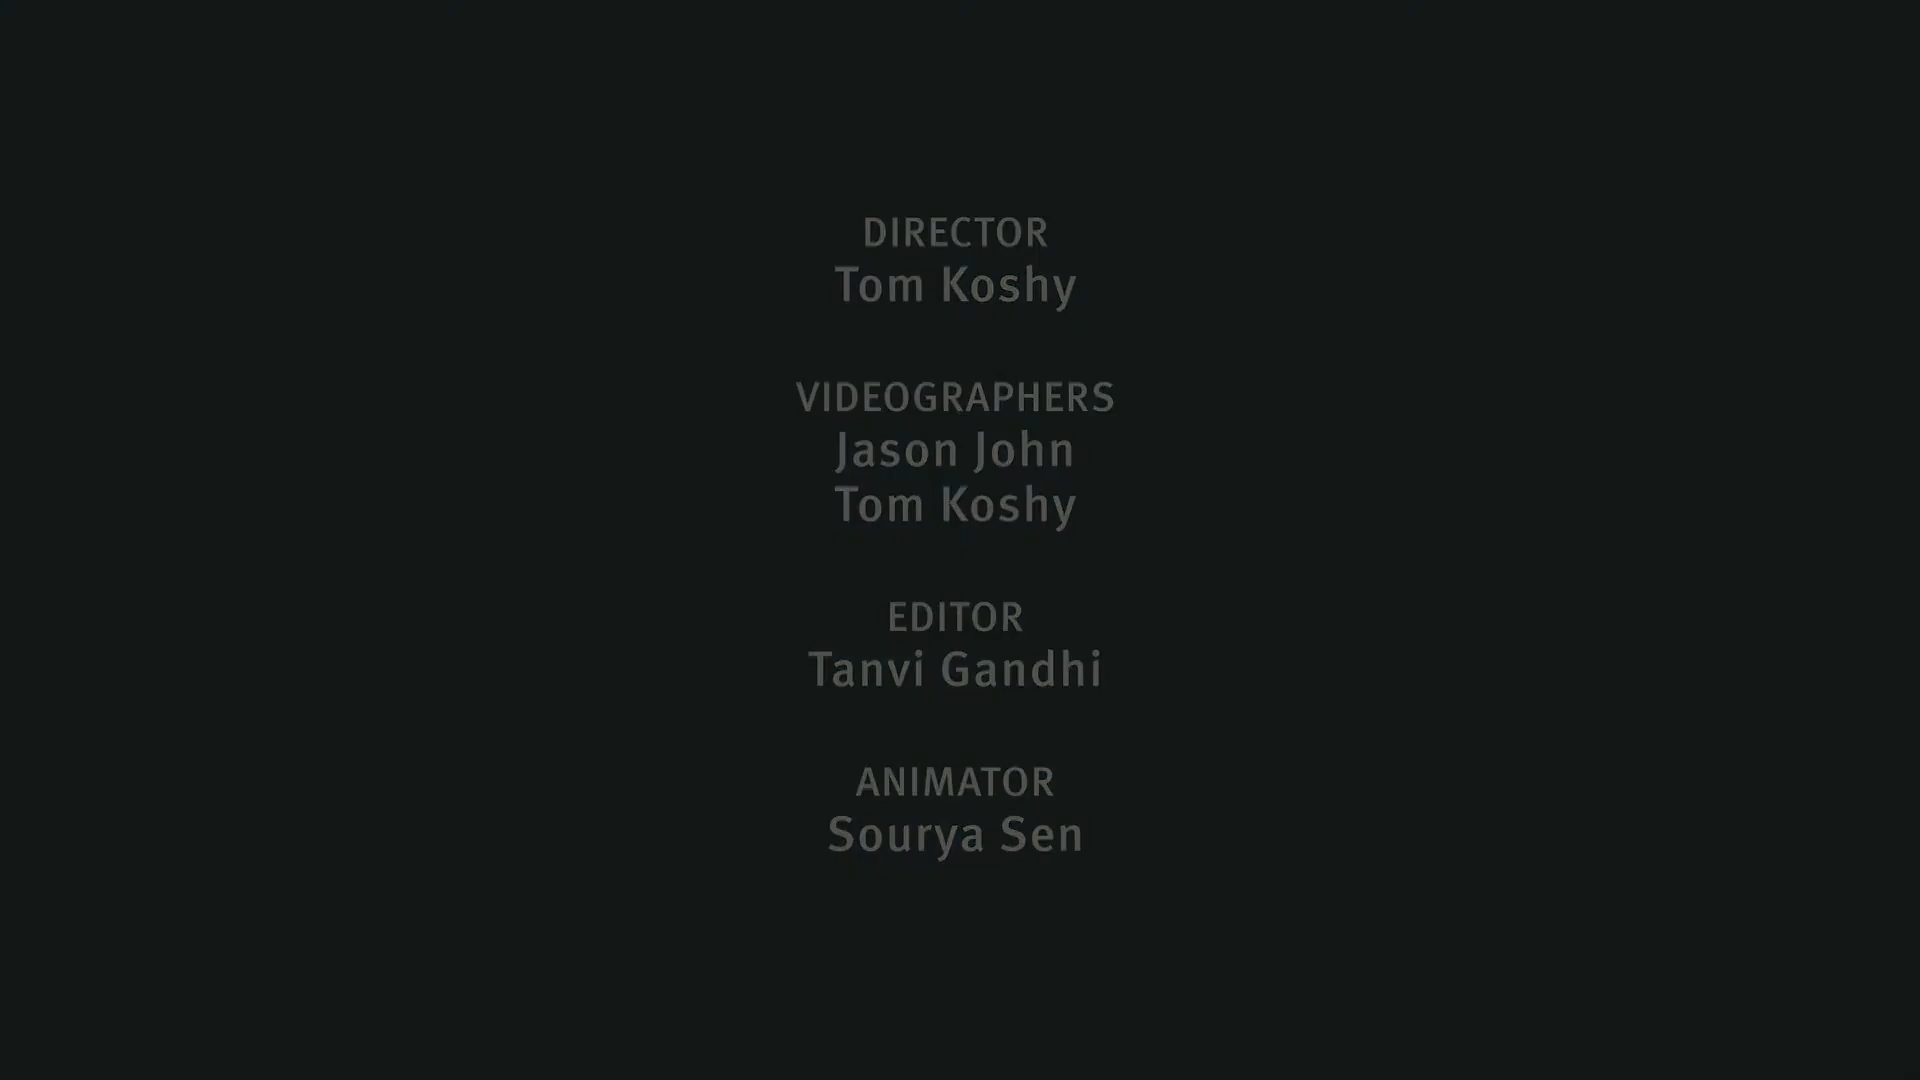 DIRECTOR
Tom Koshy
VIDEOGRAPHERS
Jason John
Tom Koshy
EDITOR
Tanvi Gandhi
ANIMATOR
Sourya Sen